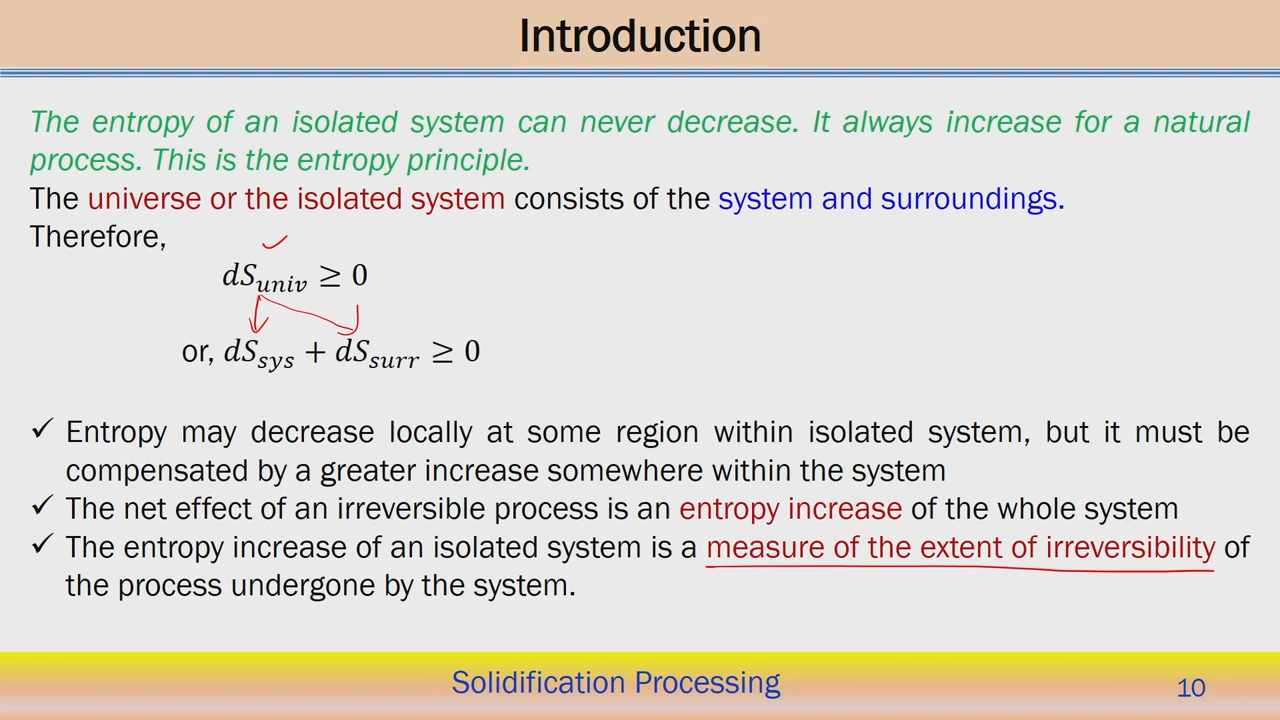 Introduction
The entropy of an isolated system can never decrease. It always increase for a natural
process. This is the entropy principle.
The universe or the isolated system consists of the system and surroundings.
Therefore,
dS_univ ≥ 0
or, dS_sys + dS_surr ≥ 0
✓ Entropy may decrease locally at some region within isolated system, but it must be
compensated by a greater increase somewhere within the system
✓ The net effect of an irreversible process is an entropy increase of the whole system
✓ The entropy increase of an isolated system is a measure of the extent of irreversibility of
the process undergone by the system.
Solidification Processing
10